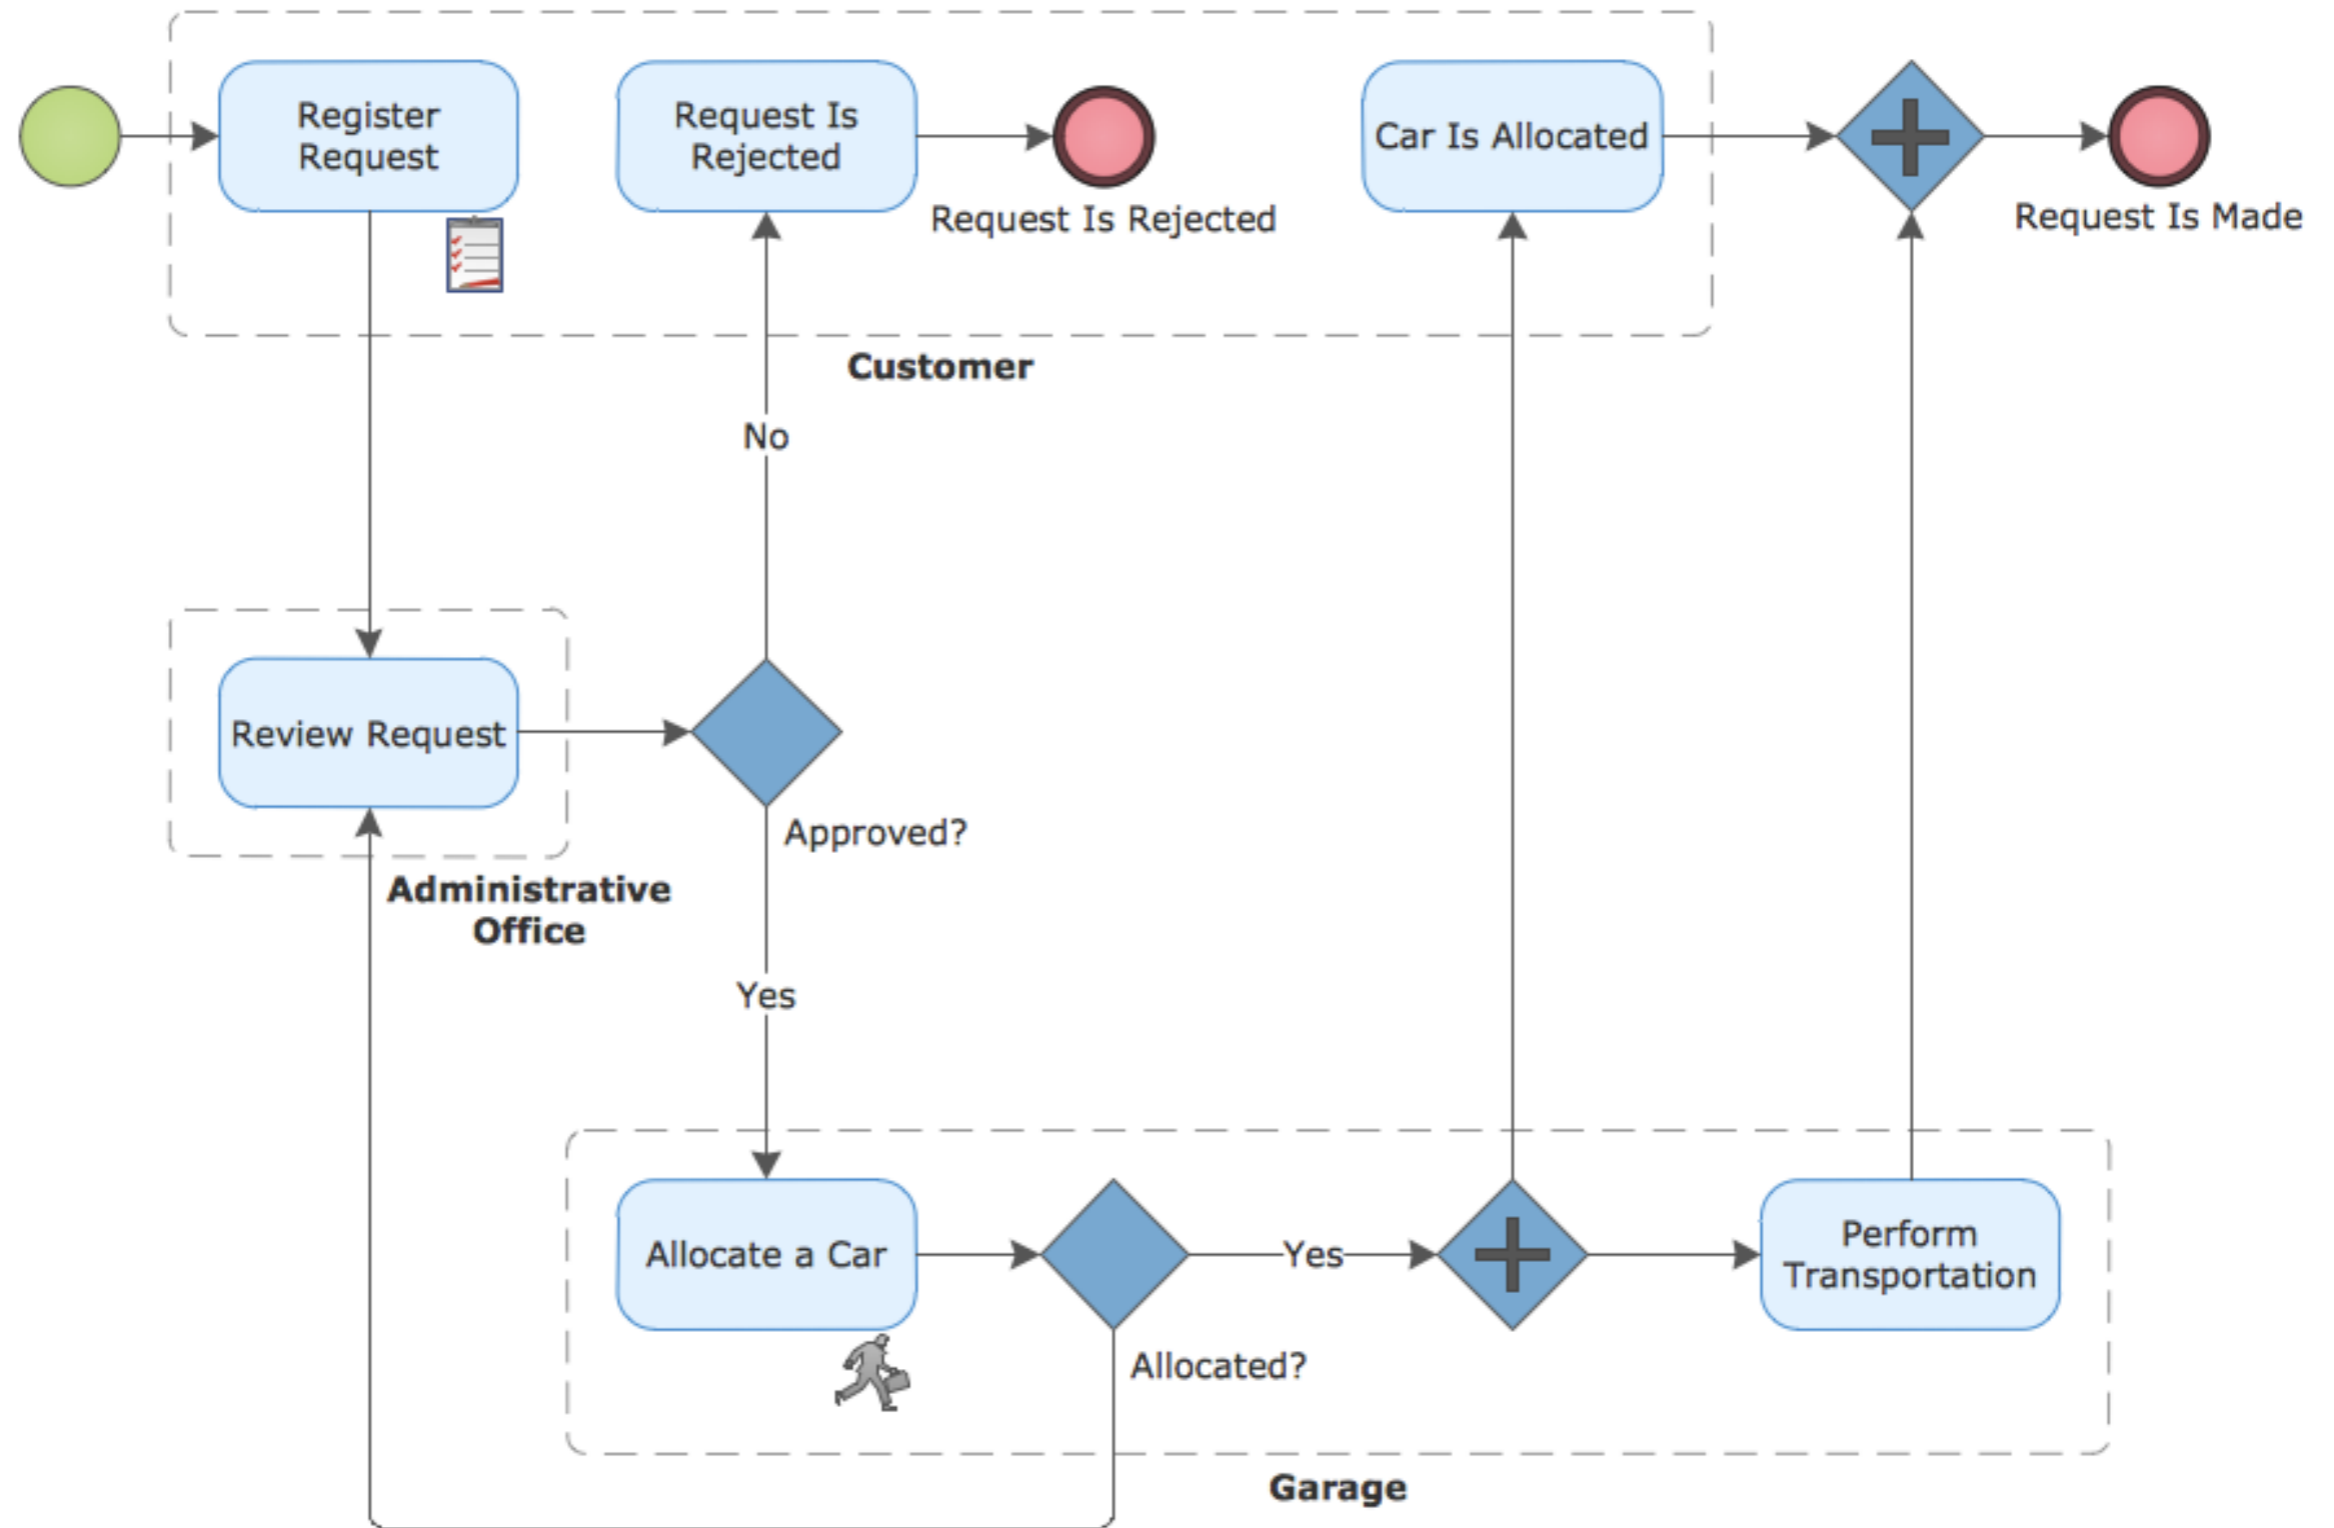 Register
Request
Request Is
Rejected
Car Is Allocated
Request Is Rejected
Request Is Made
Customer
No
Review Request
Approved?
Administrative
Office
Yes
Allocate a Car
Yes
Perform
Transportation
Allocated?
Garage